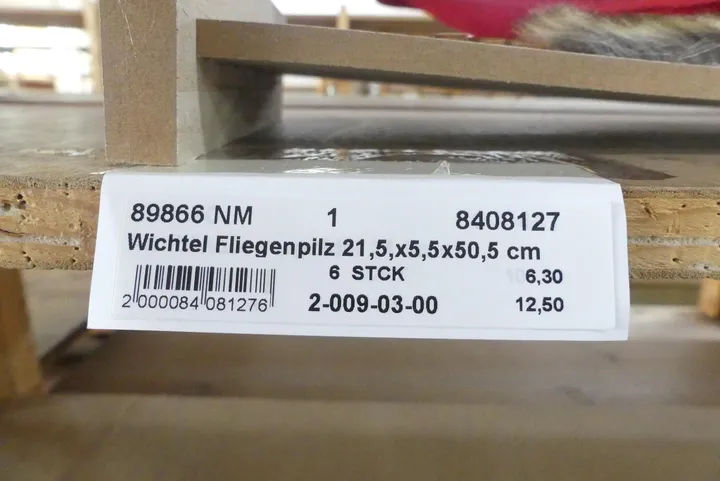 89866 NM 1 8408127
Wichtel Fliegenpilz 21,5,x5,5x50,5 cm
6 STCK 6,30
2 000084 081276 2-009-03-00 12,50